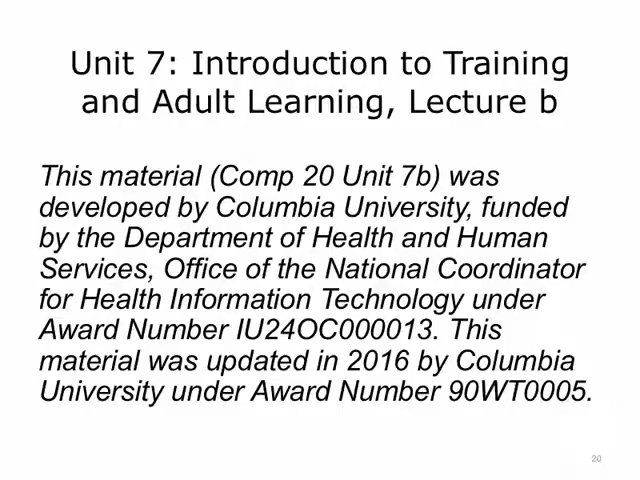 Unit 7: Introduction to Training
and Adult Learning, Lecture b
This material (Comp 20 Unit 7b) was
developed by Columbia University, funded
by the Department of Health and Human
Services, Office of the National Coordinator
for Health Information Technology under
Award Number IU24OC000013. This
material was updated in 2016 by Columbia
University under Award Number 90WT0005.
20